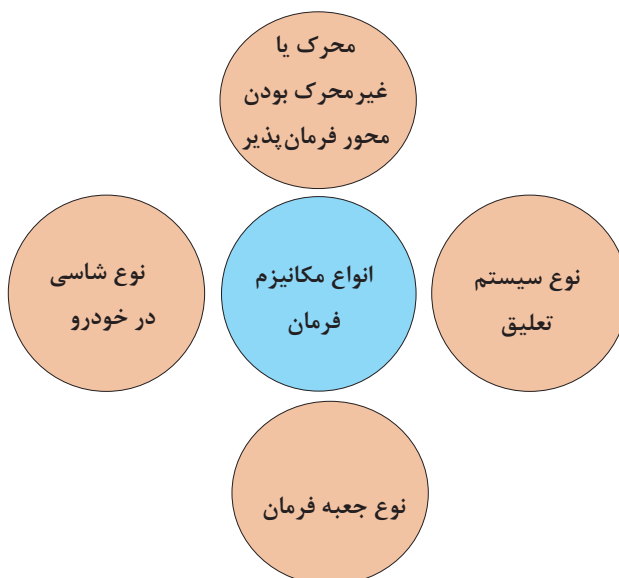 محرک یا
غیرمحرک بودن
محور فرمان‌پذیر
نوع سیستم
تعلیق
انواع مکانیزم
فرمان
نوع شاسی
در خودرو
نوع جعبه فرمان